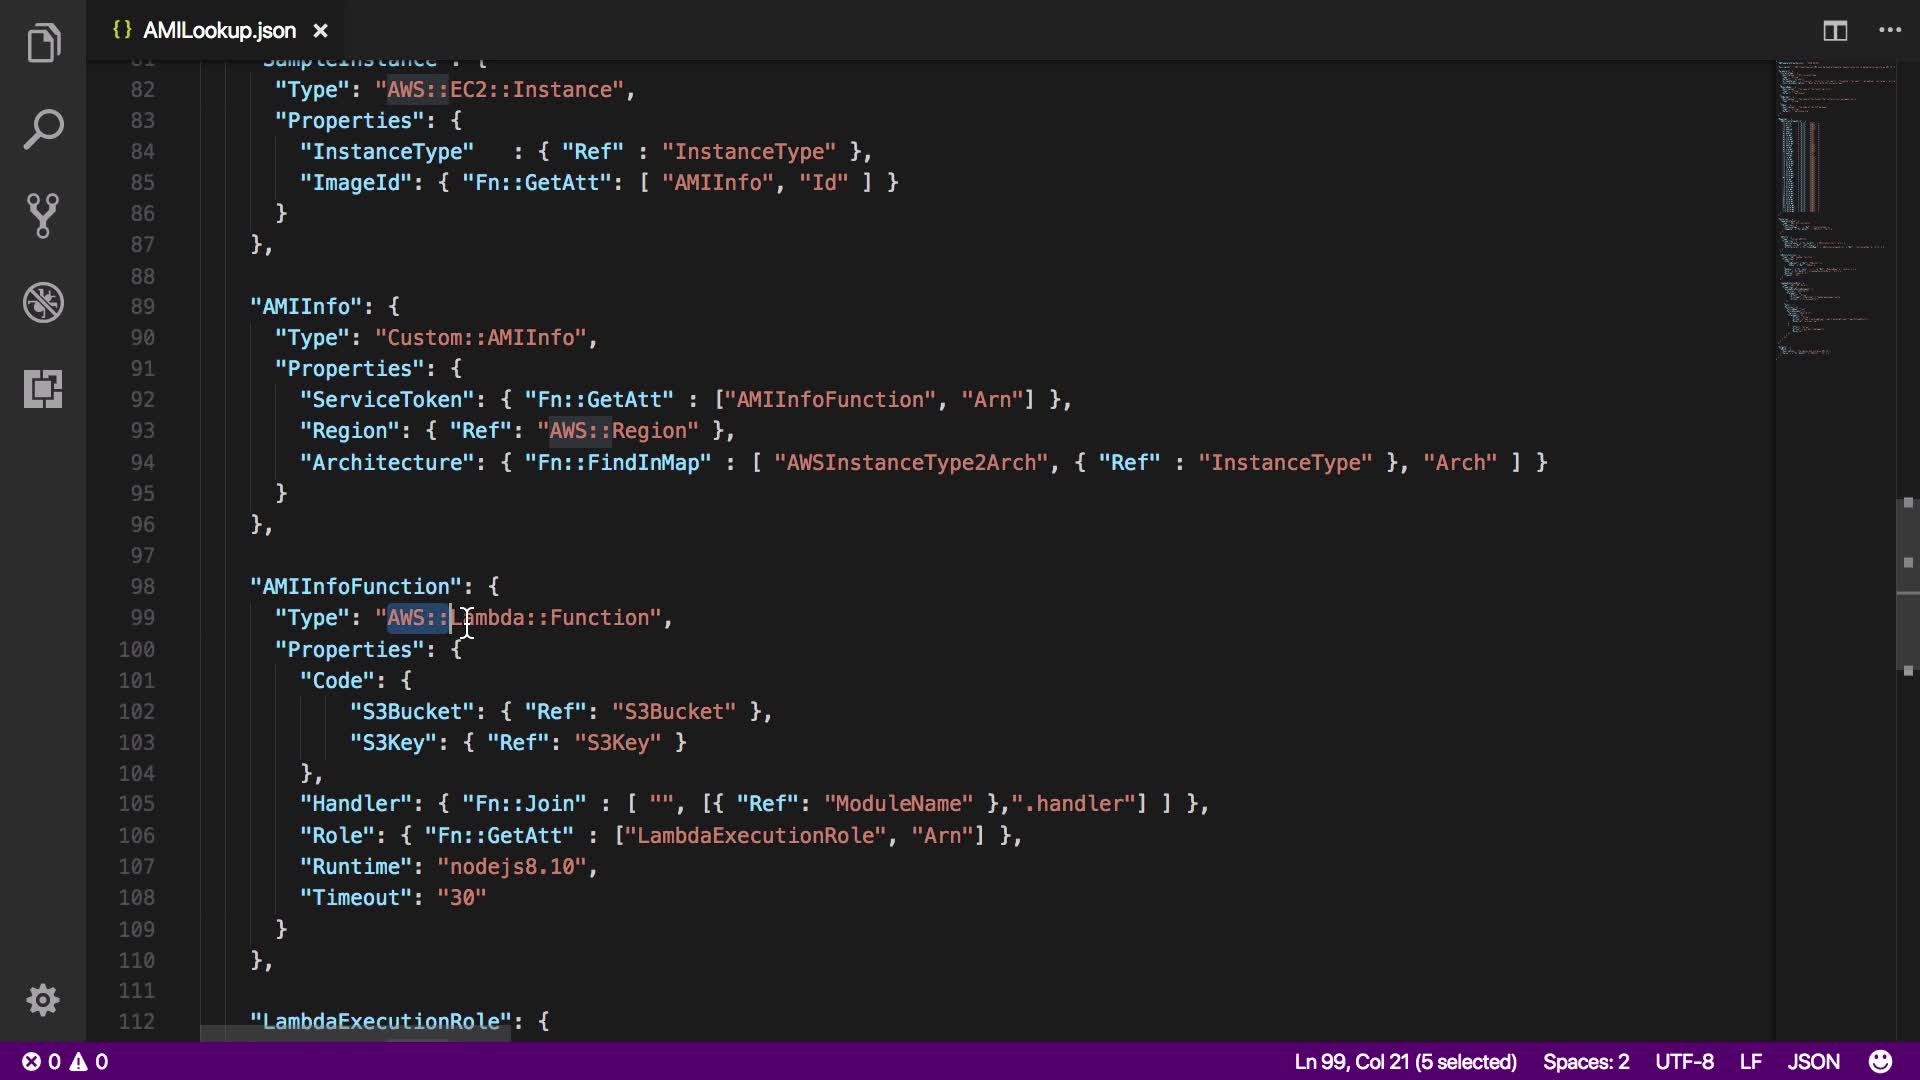 {} AMILookup.json ×
81 "SampleInstance": {
82 "Type": "AWS::EC2::Instance",
83 "Properties": {
84 "InstanceType"   : { "Ref" : "InstanceType" },
85 "ImageId": { "Fn::GetAtt": [ "AMIInfo", "Id" ] }
86 }
87 },
88
89 "AMIInfo": {
90 "Type": "Custom::AMIInfo",
91 "Properties": {
92 "ServiceToken": { "Fn::GetAtt" : ["AMIInfoFunction", "Arn"] },
93 "Region": { "Ref": "AWS::Region" },
94 "Architecture": { "Fn::FindInMap" : [ "AWSInstanceType2Arch", { "Ref" : "InstanceType" }, "Arch" ] }
95 }
96 },
97
98 "AMIInfoFunction": {
99 "Type": "AWS::Lambda::Function",
100 "Properties": {
101 "Code": {
102 "S3Bucket": { "Ref": "S3Bucket" },
103 "S3Key": { "Ref": "S3Key" }
104 },
105 "Handler": { "Fn::Join" : [ "", [{ "Ref": "ModuleName" },".handler"] ] },
106 "Role": { "Fn::GetAtt" : ["LambdaExecutionRole", "Arn"] },
107 "Runtime": "nodejs8.10",
108 "Timeout": "30"
109 }
110 },
111
112 "LambdaExecutionRole": {
0 0 Ln 99, Col 21 (5 selected) Spaces: 2 UTF-8 LF JSON